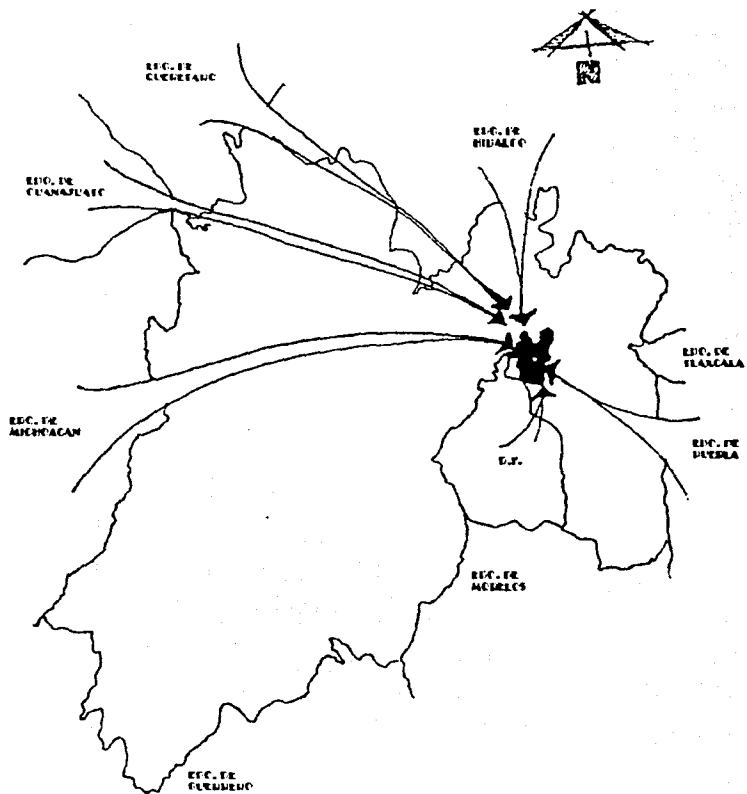 EDO. DE
QUERETARO
EDO. DE
HIDALGO
EDO. DE
GUANAJUATO
EDO. DE
TLAXCALA
EDO. DE
MICHOACAN
EDO. DE
PUEBLA
D.F.
EDO. DE
MORELOS
EDO. DE
GUERRERO